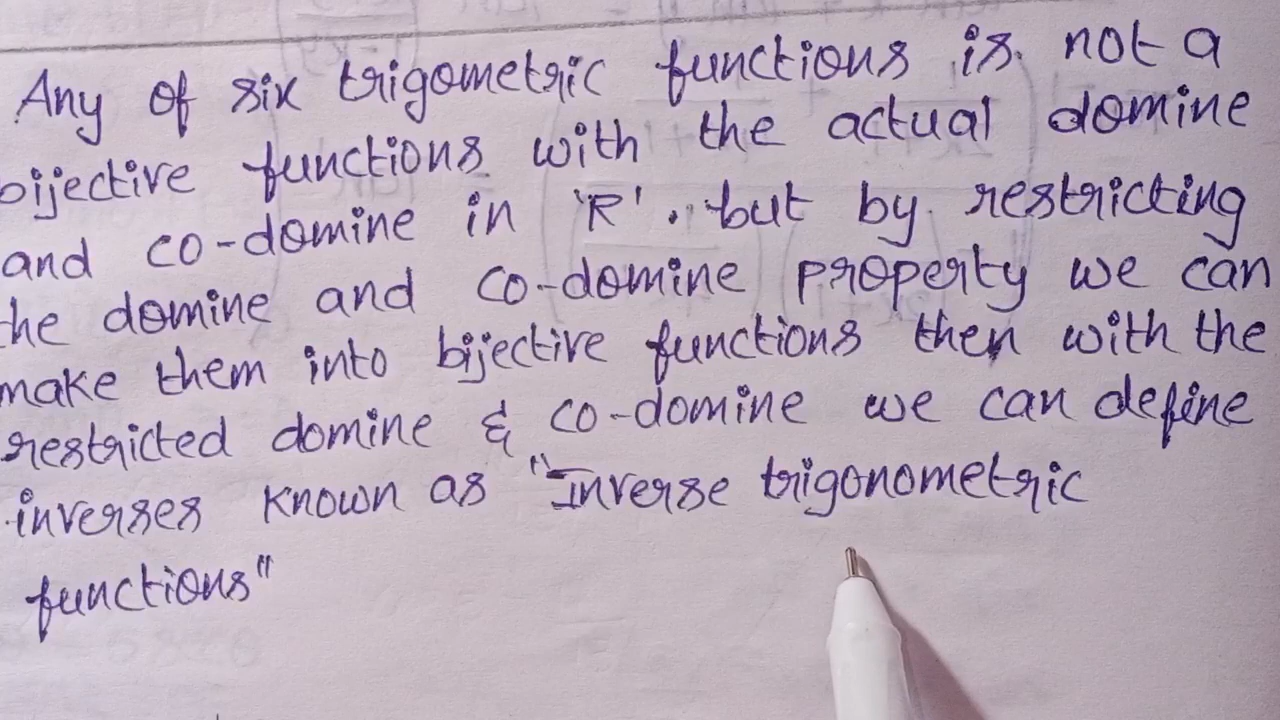 Any of six trigometric functions is not a
bijective functions with the actual domine
and co-domine in 'R'. but by restricting
the domine and co-domine property we can
make them into bijective functions then with the
restricted domine & co-domine we can define
inverses known as "Inverse trigonometric
functions"